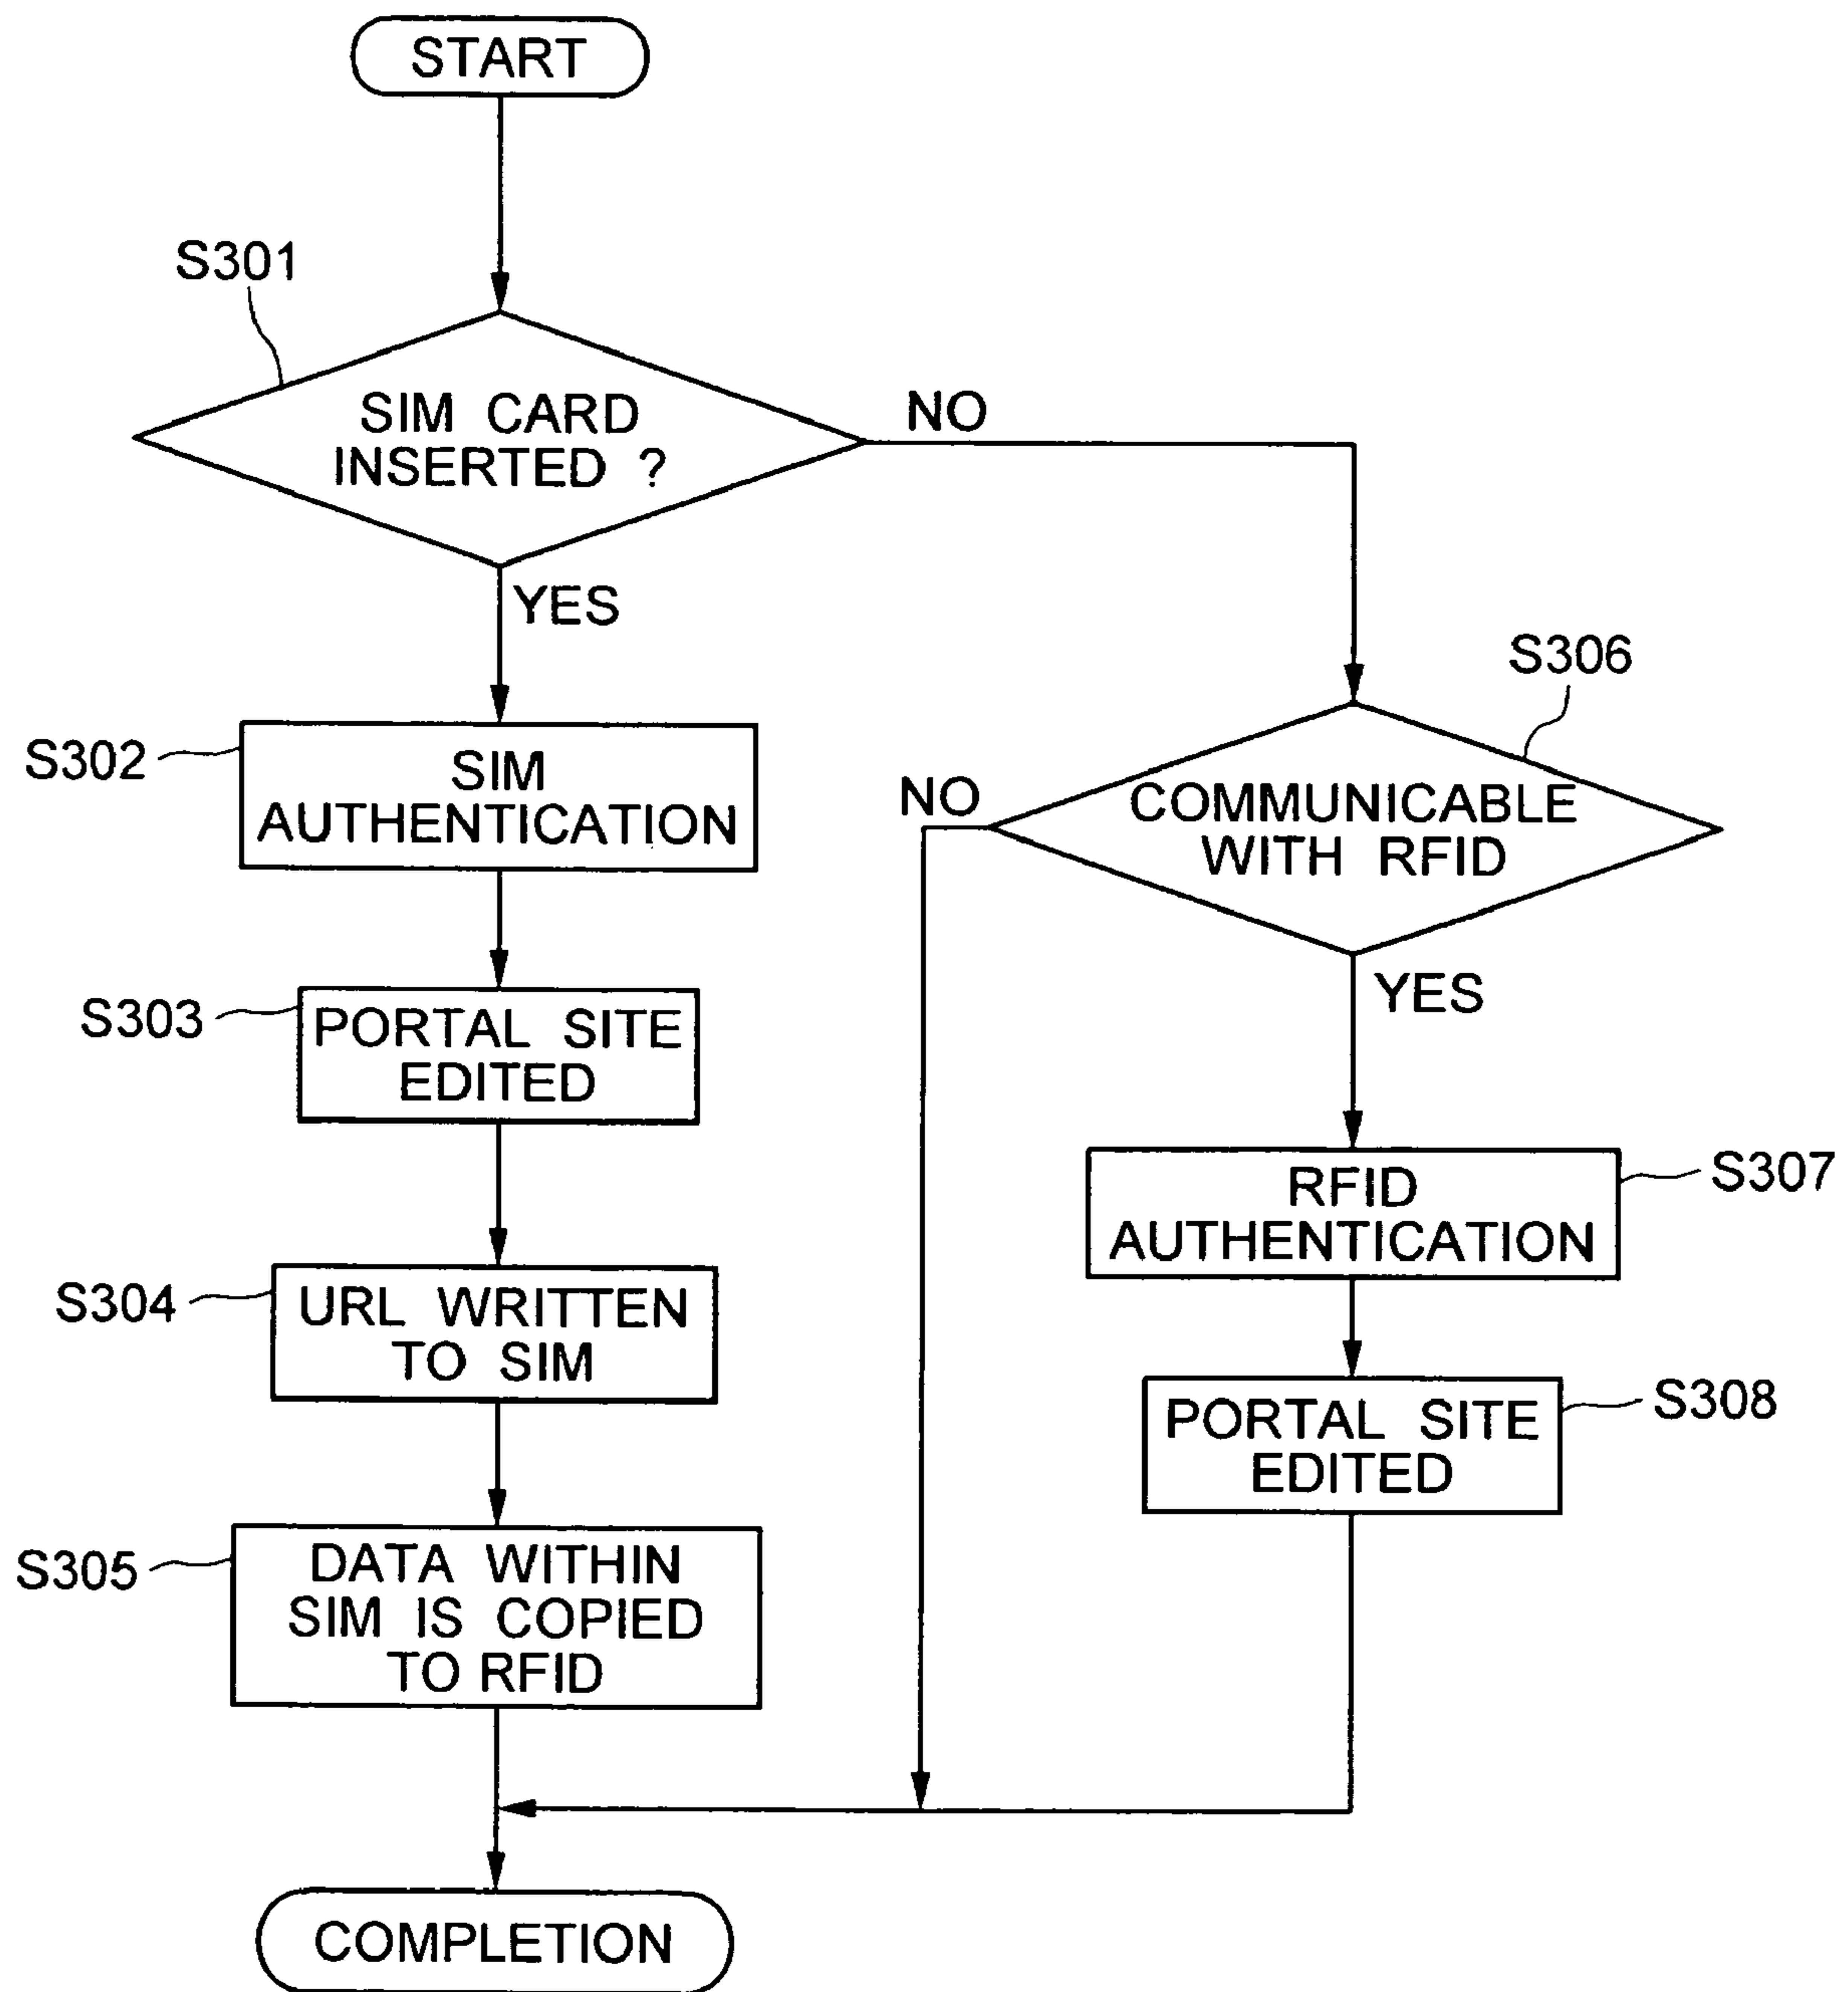 START
S301
SIM CARD
INSERTED ?
NO
YES
S306
S302
SIM
AUTHENTICATION
NO
COMMUNICABLE
WITH RFID
YES
S303
PORTAL SITE
EDITED
S307
RFID
AUTHENTICATION
S304
URL WRITTEN
TO SIM
S308
PORTAL SITE
EDITED
S305
DATA WITHIN
SIM IS COPIED
TO RFID
COMPLETION